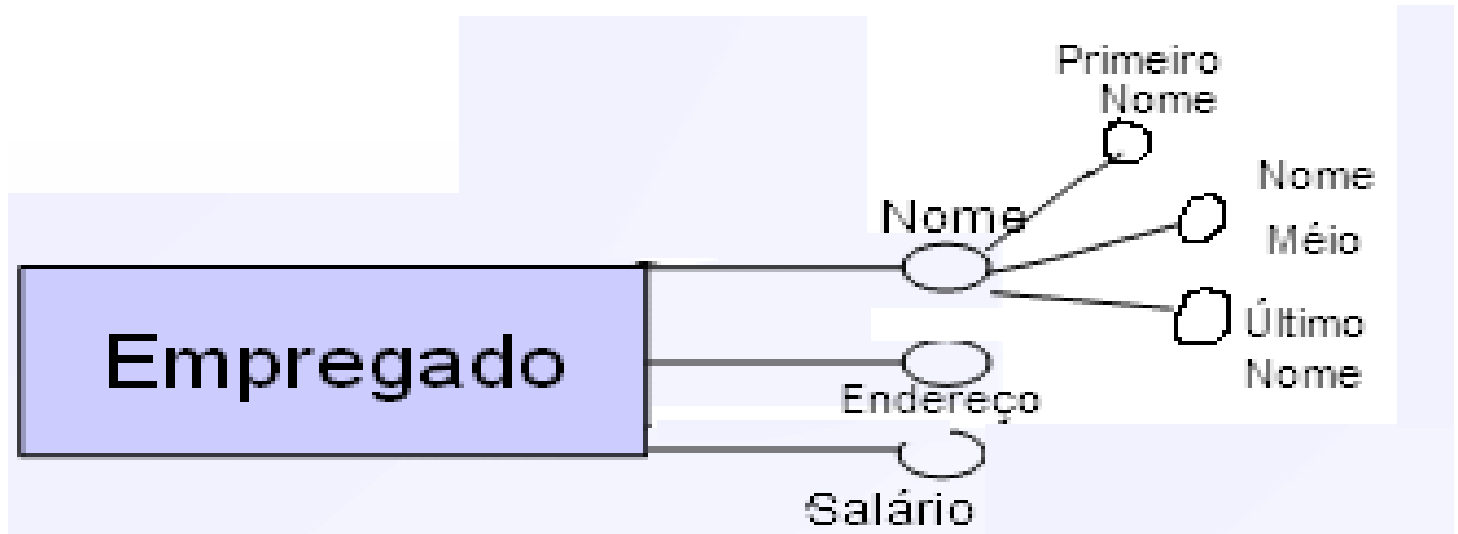 Primeiro
Nome
Nome
Méio
Nome
Último
Nome
Empregado
Endereço
Salário